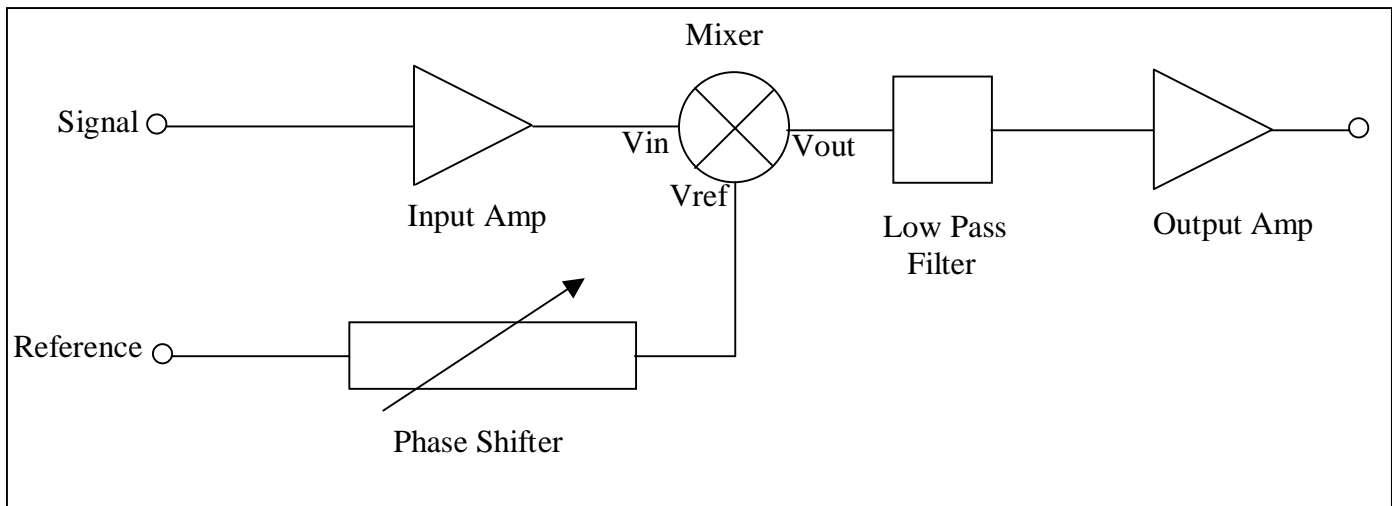 Mixer
Signal
Vin
Vout
Vref
Input Amp
Low Pass
Filter
Output Amp
Reference
Phase Shifter